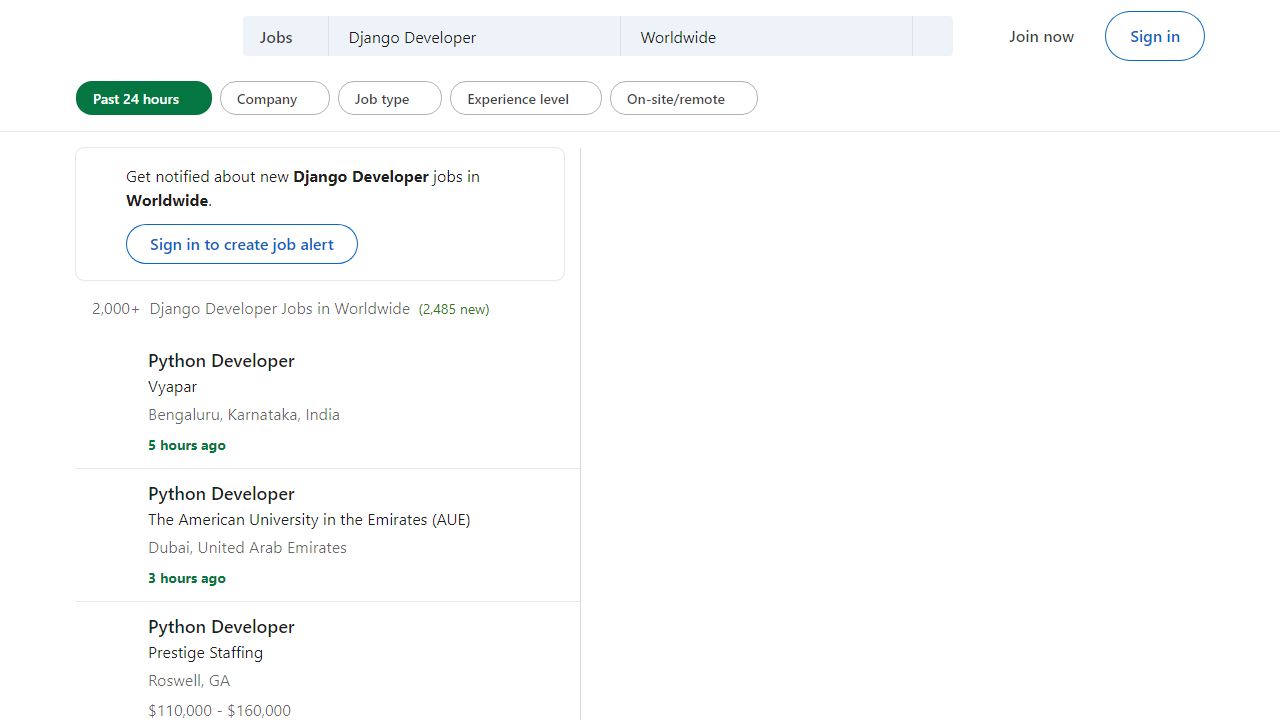 Jobs Django Developer Worldwide Join now Sign in
Past 24 hours Company Job type Experience level On-site/remote
Get notified about new Django Developer jobs in
Worldwide.
Sign in to create job alert
2,000+ Django Developer Jobs in Worldwide (2,485 new)
Python Developer
Vyapar
Bengaluru, Karnataka, India
5 hours ago
Python Developer
The American University in the Emirates (AUE)
Dubai, United Arab Emirates
3 hours ago
Python Developer
Prestige Staffing
Roswell, GA
$110,000 - $160,000